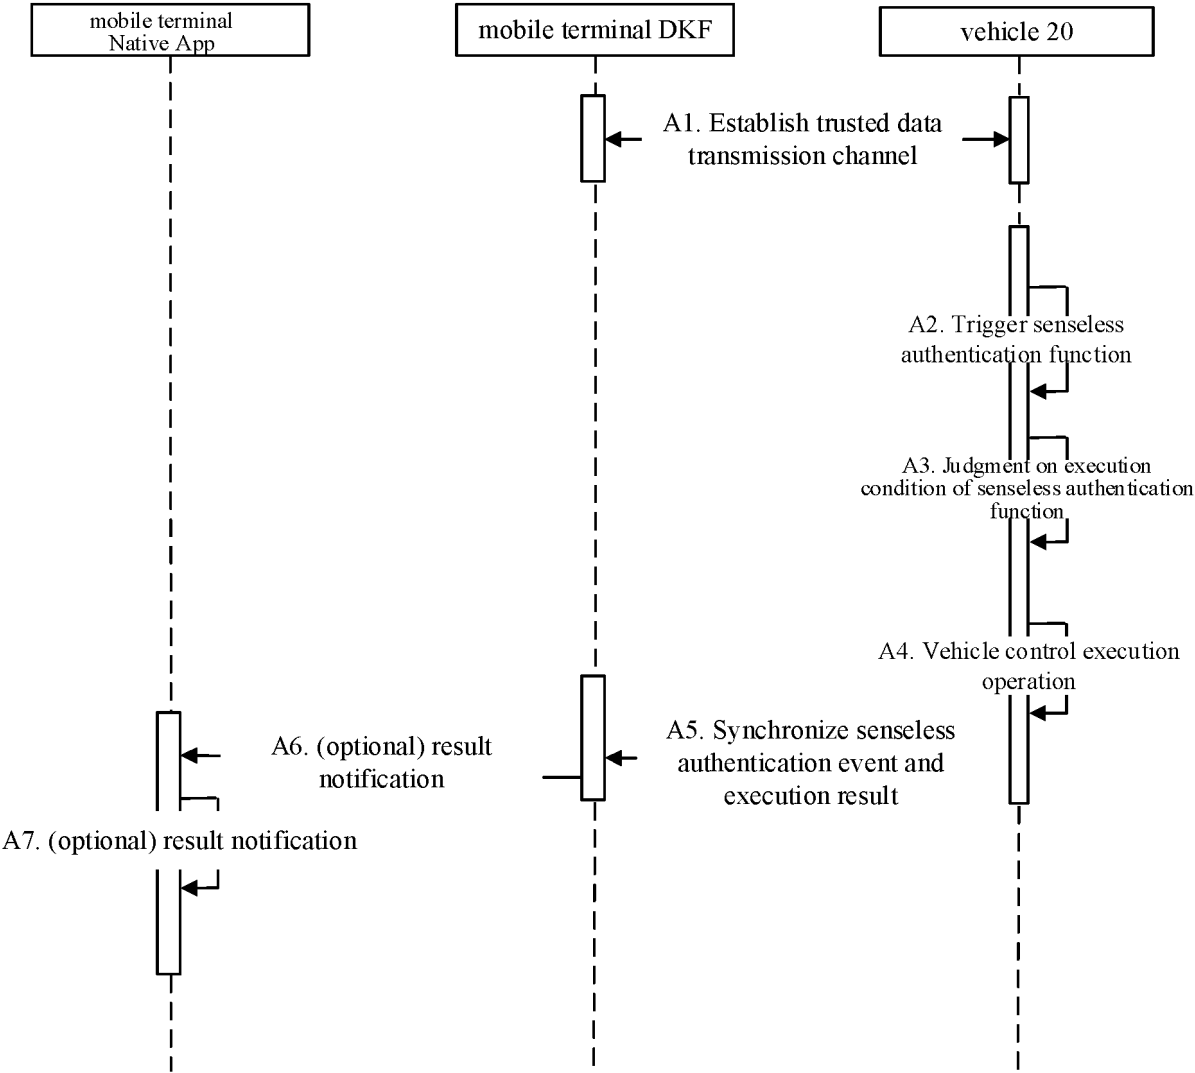 mobile terminal
Native App
mobile terminal DKF
vehicle 20
A1. Establish trusted data
transmission channel
A2. Trigger senseless
authentication function
A3. Judgment on execution
condition of senseless authentication
function
A4. Vehicle control execution
operation
A5. Synchronize senseless
authentication event and
execution result
A6. (optional) result
notification
A7. (optional) result notification